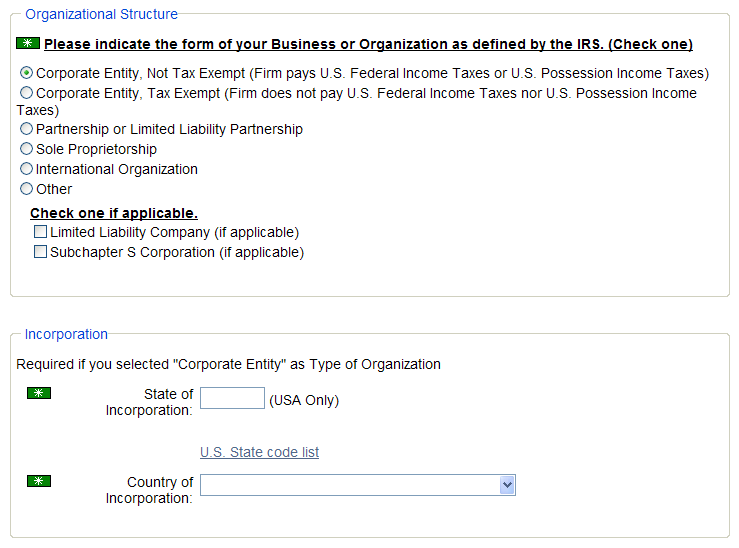 Organizational Structure
Please indicate the form of your Business or Organization as defined by the IRS. (Check one)
Corporate Entity, Not Tax Exempt (Firm pays U.S. Federal Income Taxes or U.S. Possession Income Taxes)
Corporate Entity, Tax Exempt (Firm does not pay U.S. Federal Income Taxes nor U.S. Possession Income
Taxes)
Partnership or Limited Liability Partnership
Sole Proprietorship
International Organization
Other
Check one if applicable.
Limited Liability Company (if applicable)
Subchapter S Corporation (if applicable)
Incorporation
Required if you selected "Corporate Entity" as Type of Organization
State of
Incorporation:
(USA Only)
U.S. State code list
Country of
Incorporation: